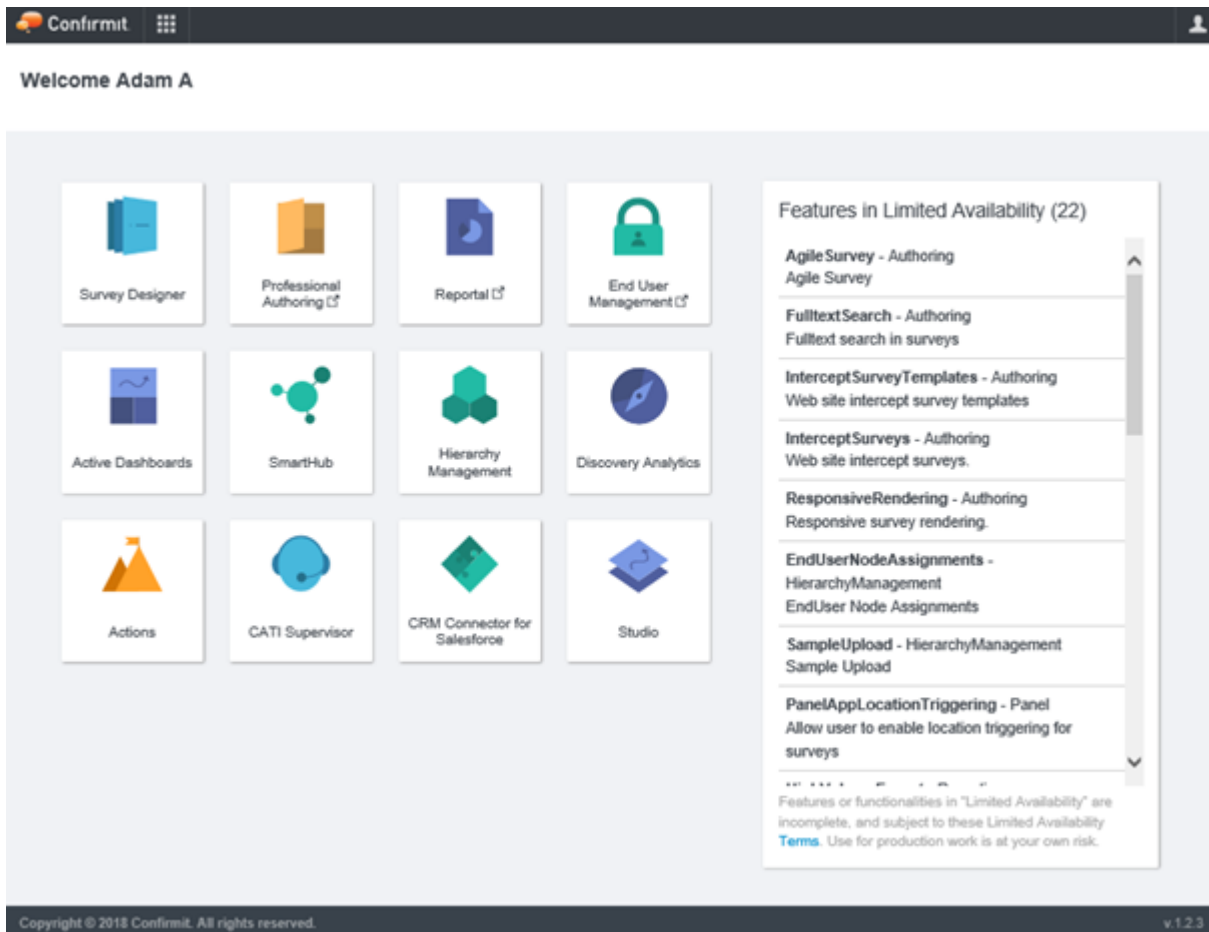 Confirmit
Welcome Adam A
Survey Designer
Professional
Authoring
Reportal
End User
Management
Active Dashboards
SmartHub
Hierarchy
Management
Discovery Analytics
Actions
CATI Supervisor
CRM Connector for
Salesforce
Studio
Features in Limited Availability (22)
AgileSurvey - Authoring
Agile Survey
FulltextSearch - Authoring
Fulltext search in surveys
InterceptSurveyTemplates - Authoring
Web site intercept survey templates
InterceptSurveys - Authoring
Web site intercept surveys.
ResponsiveRendering - Authoring
Responsive survey rendering.
EndUserNodeAssignments -
HierarchyManagement
EndUser Node Assignments
SampleUpload - HierarchyManagement
Sample Upload
PanelAppLocationTriggering - Panel
Allow user to enable location triggering for
surveys
Features or functionalities in "Limited Availability" are
incomplete, and subject to these Limited Availability
Terms. Use for production work is at your own risk.
Copyright © 2018 Confirmit. All rights reserved.
v.1.2.3